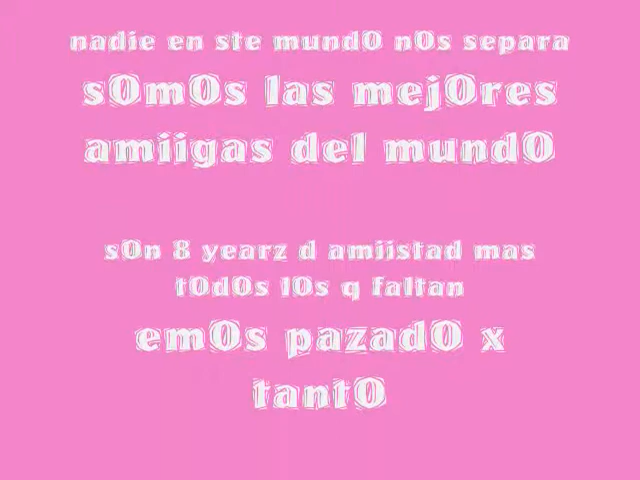 nadie en ste mund0 n0s separa
s0m0s las mej0res
amiigas del mund0
s0n 8 yearz d amiistad mas
t0d0s l0s q faltan
em0s pazad0 x
tant0